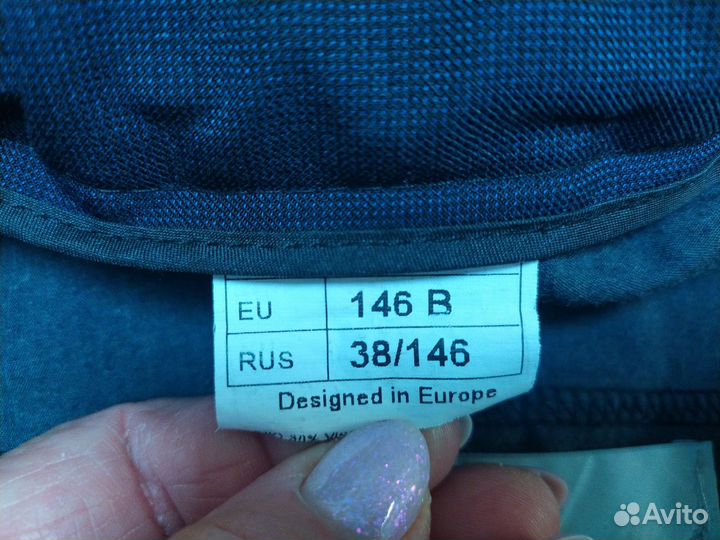 EU 146 B
RUS 38/146
Designed in Europe
Avito